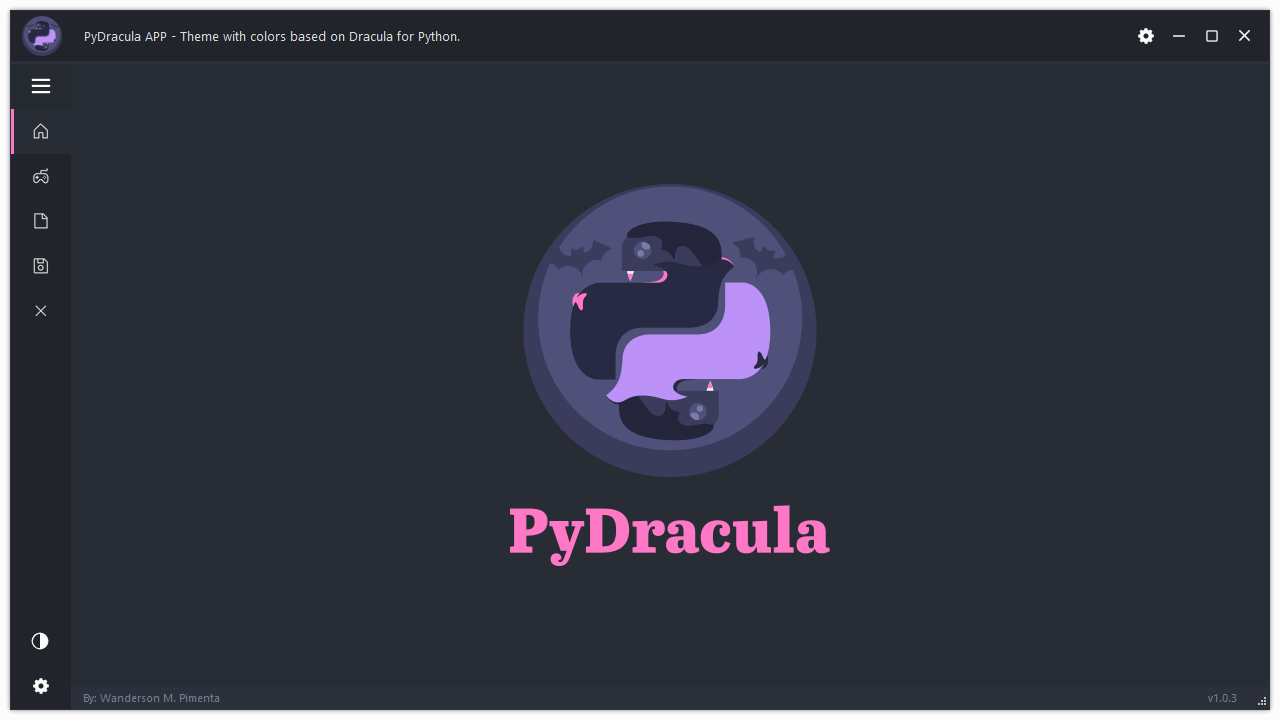 PyDracula APP - Theme with colors based on Dracula for Python.
PyDracula
By: Wanderson M. Pimenta
v1.0.3